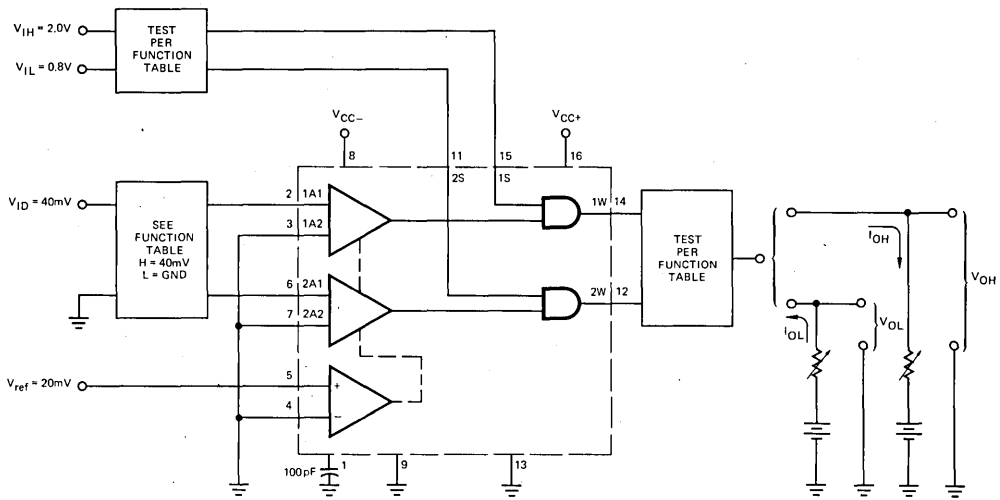 V_IH = 2.0V
V_IL = 0.8V
TEST
PER
FUNCTION
TABLE
V_CC−
8
11
15
V_CC+
16
2S
1S
V_ID = 40mV
SEE
FUNCTION
TABLE
H = 40mV
L = GND
2 1A1
3 1A2
6 2A1
7 2A2
1W 14
2W 12
TEST
PER
FUNCTION
TABLE
I_OH
V_OH
I_OL
V_OL
V_ref = 20mV
5 +
4 −
100pF
1
9
13